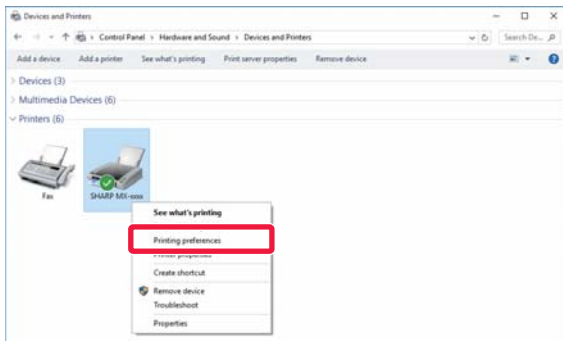 Devices and Printers
Control Panel > Hardware and Sound > Devices and Printers
Search De...
Add a device Add a printer See what's printing Print server properties Remove device
Devices (3)
Multimedia Devices (6)
Printers (6)
Fax
SHARP MX-xxxx
See what's printing
Printing preferences
Printer properties
Create shortcut
Remove device
Troubleshoot
Properties